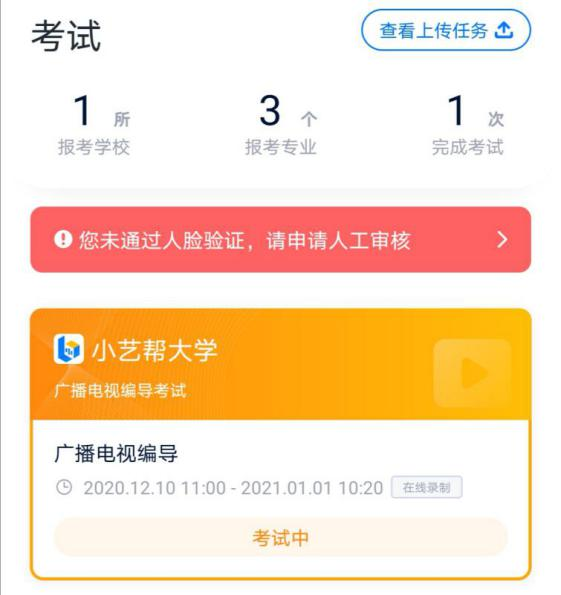 考试
查看上传任务
1 所
3 个
1 次
报考学校
报考专业
完成考试
您未通过人脸验证，请申请人工审核
小艺帮大学
广播电视编导考试
广播电视编导
2020.12.10 11:00 - 2021.01.01 10:20 在线录制
考试中